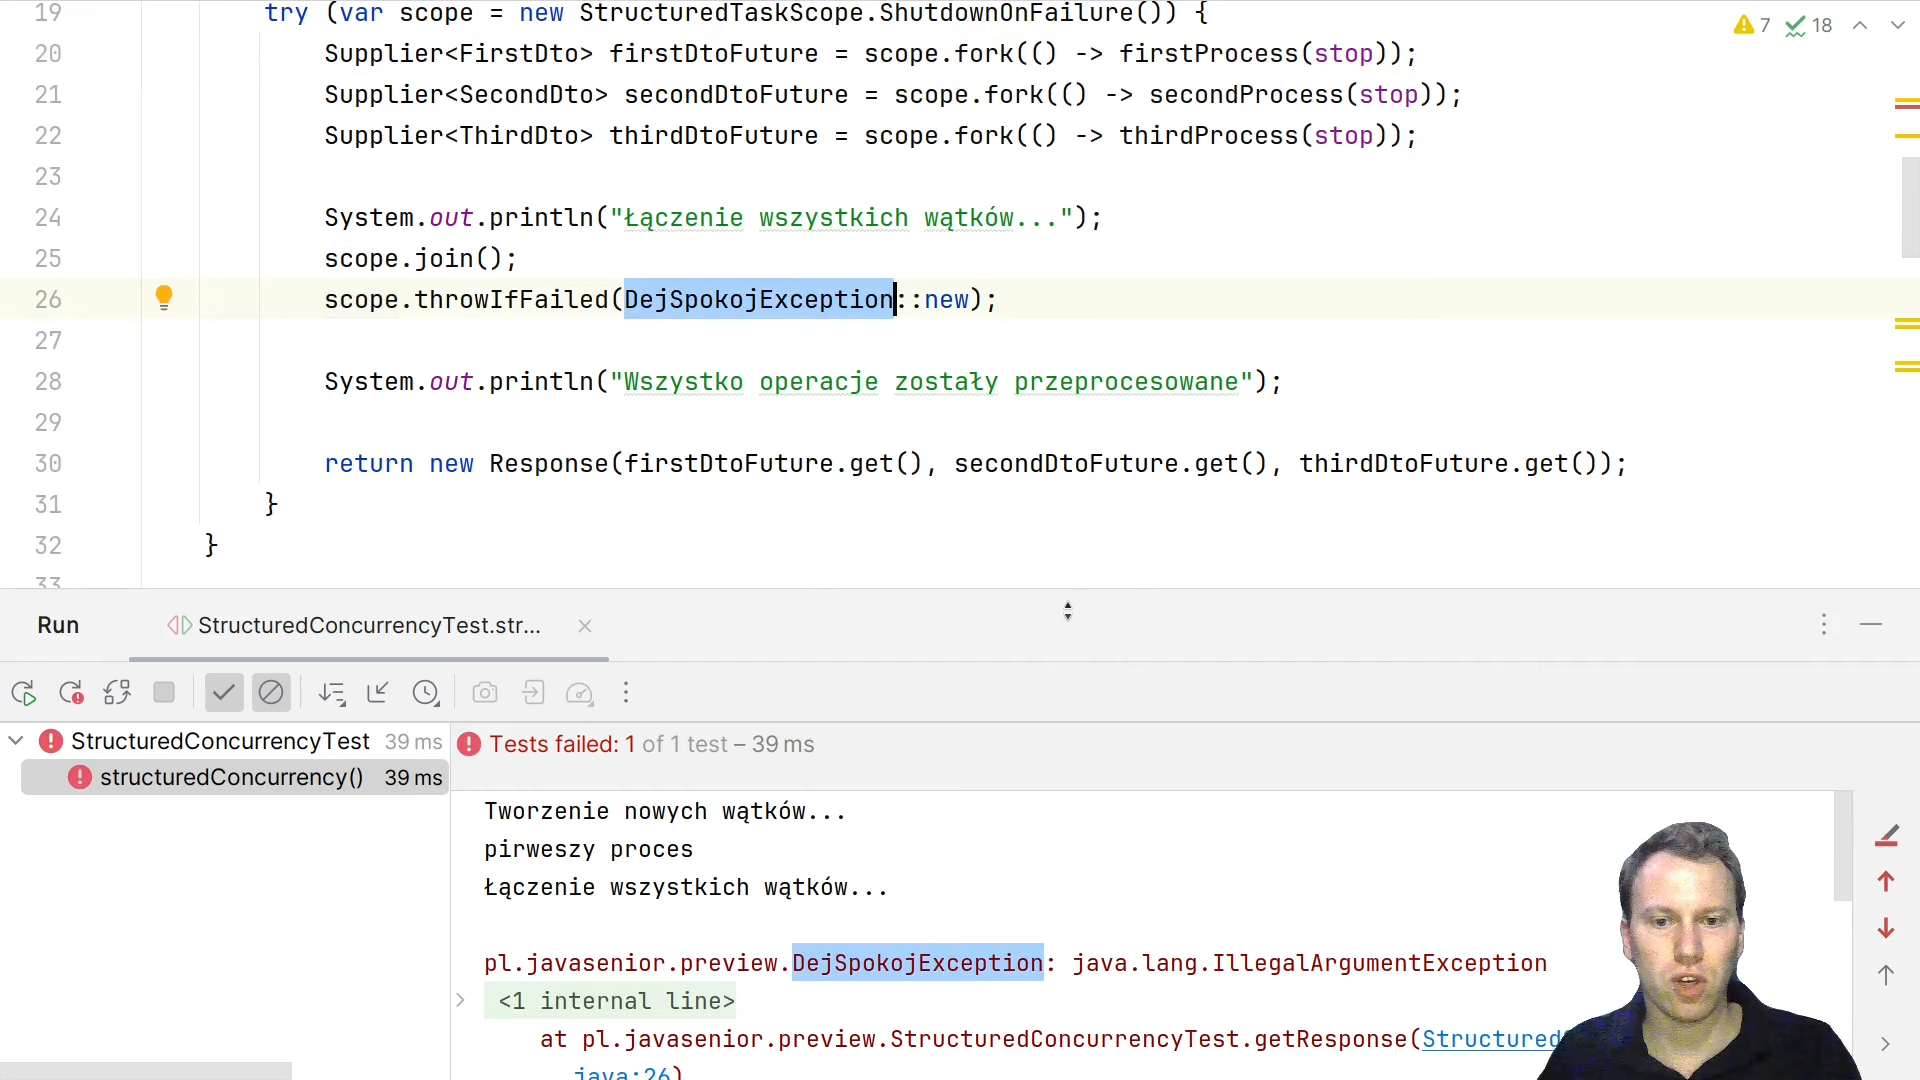 19 try (var scope = new StructuredTaskScope.ShutdownOnFailure()) {
7 18
20 Supplier<FirstDto> firstDtoFuture = scope.fork(() -> firstProcess(stop));
21 Supplier<SecondDto> secondDtoFuture = scope.fork(() -> secondProcess(stop));
22 Supplier<ThirdDto> thirdDtoFuture = scope.fork(() -> thirdProcess(stop));
23
24 System.out.println("Łączenie wszystkich wątków...");
25 scope.join();
26 scope.throwIfFailed(DejSpokojException::new);
27
28 System.out.println("Wszystko operacje zostały przeprocesowane");
29
30 return new Response(firstDtoFuture.get(), secondDtoFuture.get(), thirdDtoFuture.get());
31 }
32 }
33
Run StructuredConcurrencyTest.str...
StructuredConcurrencyTest 39 ms
Tests failed: 1 of 1 test – 39 ms
structuredConcurrency() 39 ms
Tworzenie nowych wątków...
pirweszy proces
Łączenie wszystkich wątków...
pl.javasenior.preview.DejSpokojException: java.lang.IllegalArgumentException
<1 internal line>
at pl.javasenior.preview.StructuredConcurrencyTest.getResponse(Structured
java:26)